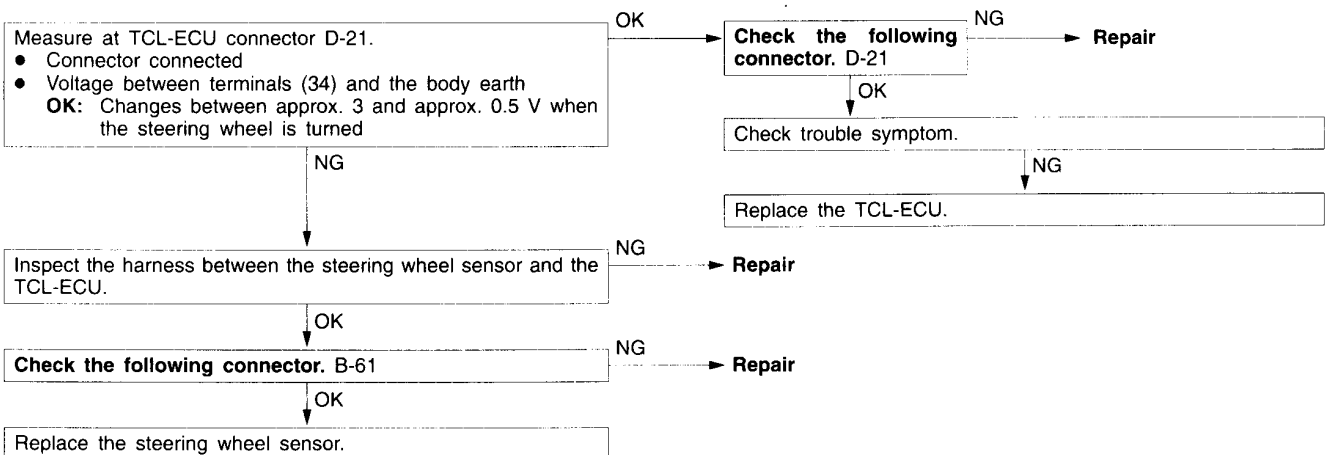 Measure at TCL-ECU connector D-21.
● Connector connected
● Voltage between terminals (34) and the body earth
OK: Changes between approx. 3 and approx. 0.5 V when
the steering wheel is turned
OK
Check the following
connector. D-21
NG
Repair
OK
Check trouble symptom.
NG
Replace the TCL-ECU.
NG
Inspect the harness between the steering wheel sensor and the
TCL-ECU.
NG
Repair
OK
Check the following connector. B-61
NG
Repair
OK
Replace the steering wheel sensor.